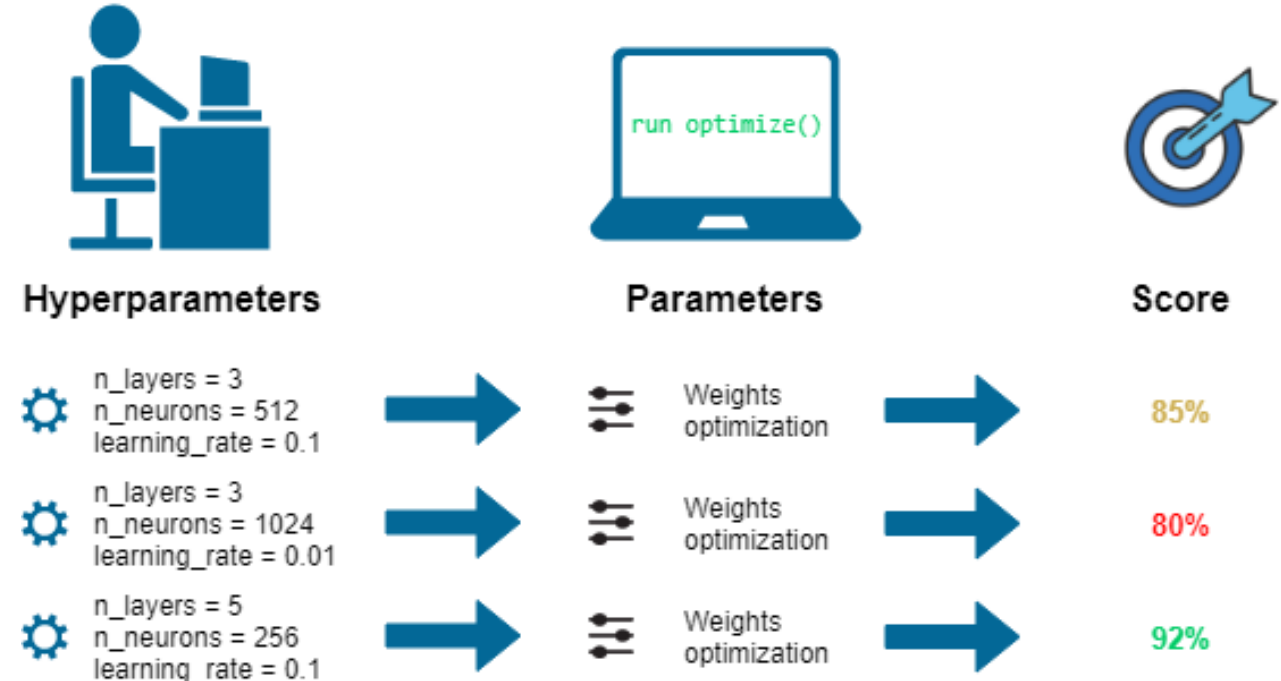 run optimize()
Hyperparameters
Parameters
Score
n_layers = 3
n_neurons = 512
learning_rate = 0.1
Weights
optimization
85%
n_layers = 3
n_neurons = 1024
learning_rate = 0.01
Weights
optimization
80%
n_layers = 5
n_neurons = 256
learning_rate = 0.1
Weights
optimization
92%